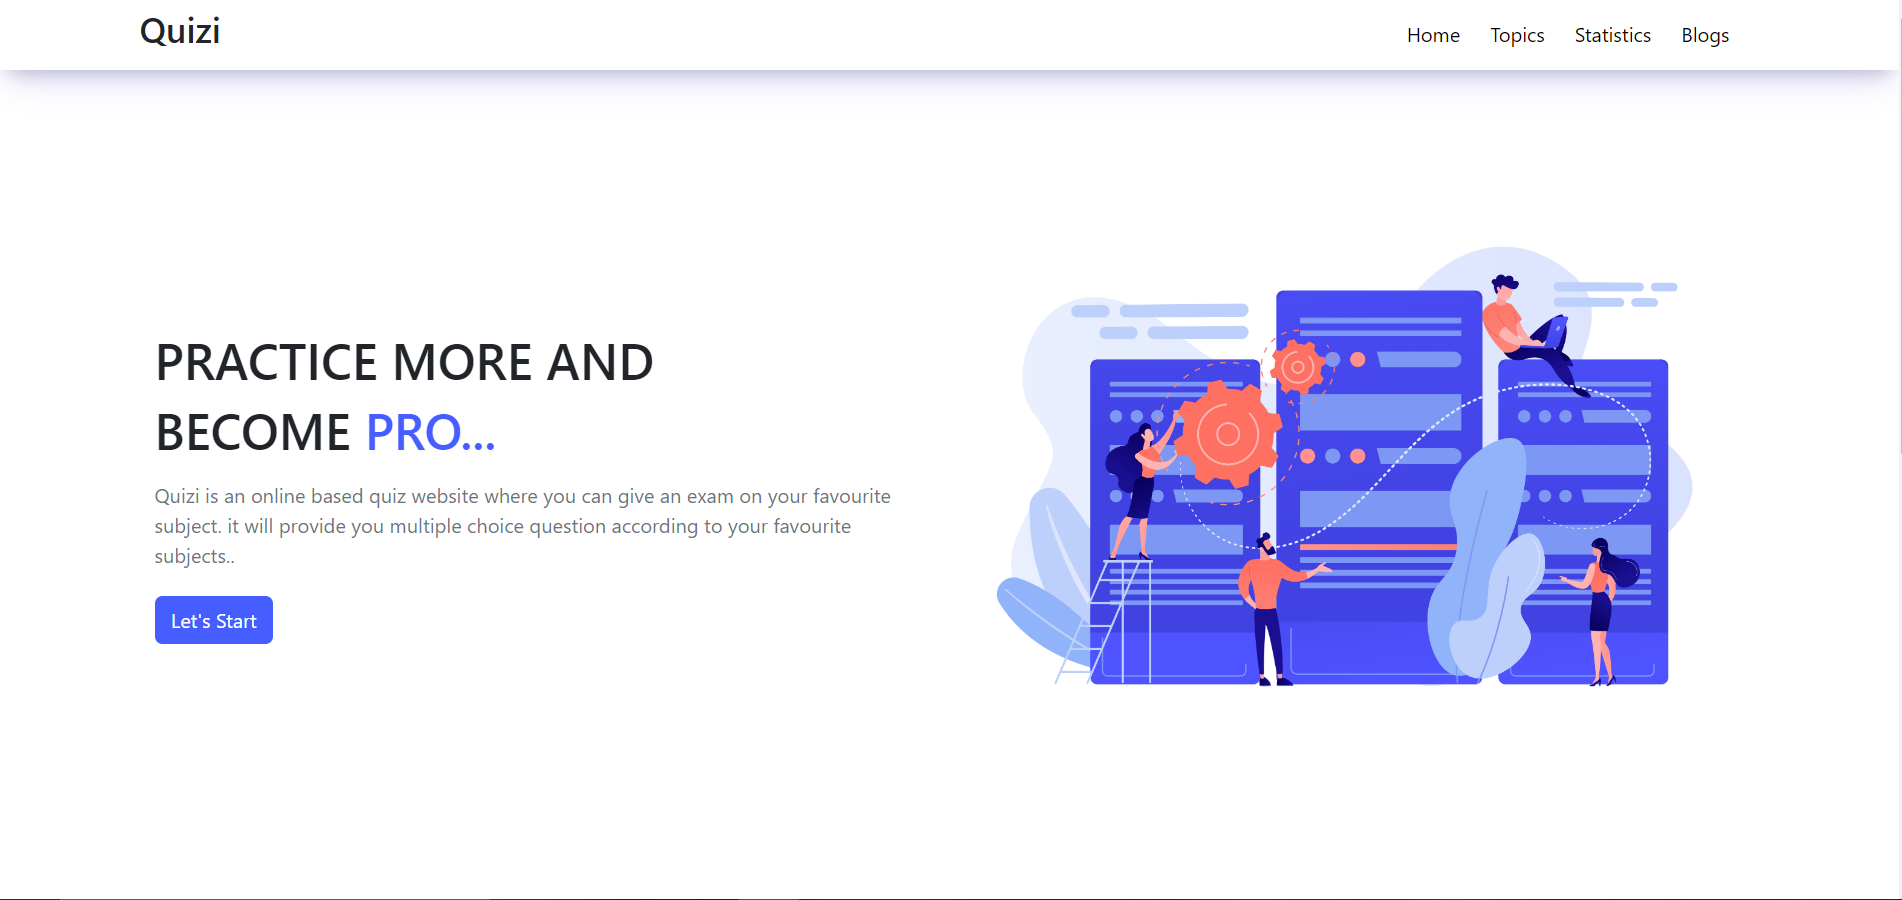 Quizi
Home Topics Statistics Blogs
PRACTICE MORE AND
BECOME PRO...
Quizi is an online based quiz website where you can give an exam on your favourite
subject. it will provide you multiple choice question according to your favourite
subjects..
Let's Start